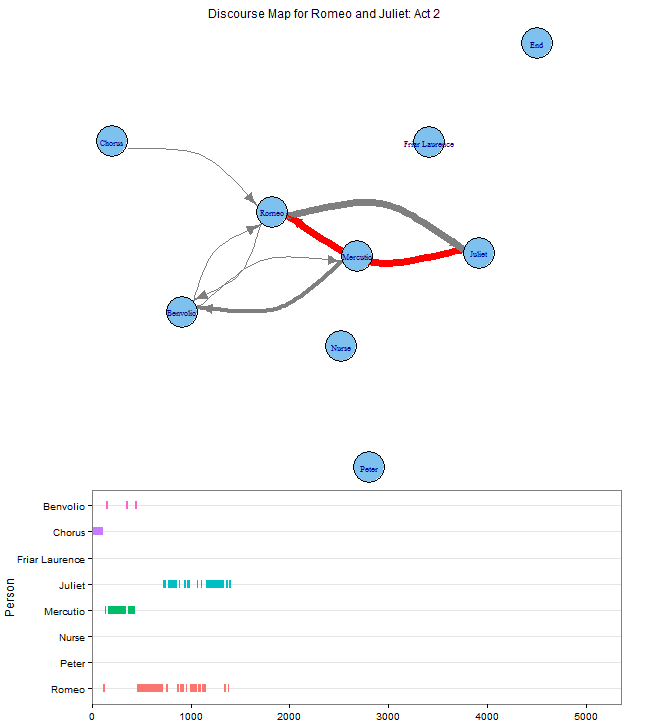 Discourse Map for Romeo and Juliet: Act 2
End
Chorus
Friar Laurence
Romeo
Juliet
Mercutio
Benvolio
Nurse
Peter
Person
Benvolio
Chorus
Friar Laurence
Juliet
Mercutio
Nurse
Peter
Romeo
0 1000 2000 3000 4000 5000